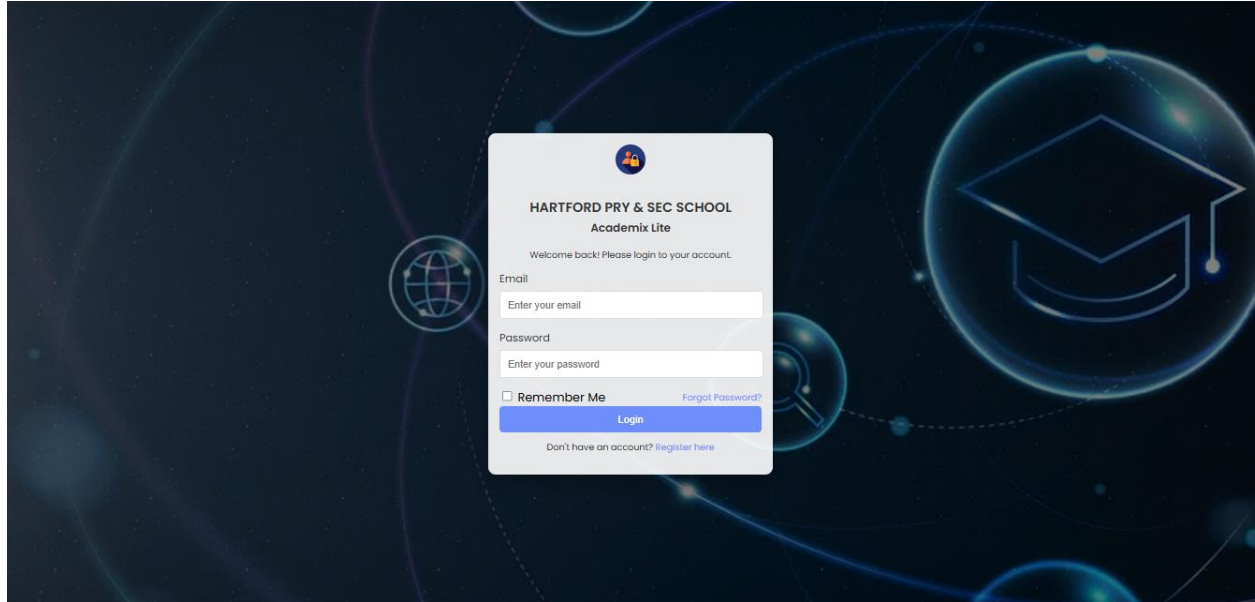 HARTFORD PRY & SEC SCHOOL
Academix Lite
Welcome back! Please login to your account.
Email
Enter your email
Password
Enter your password
Remember Me Forgot Password?
Login
Don't have an account? Register here